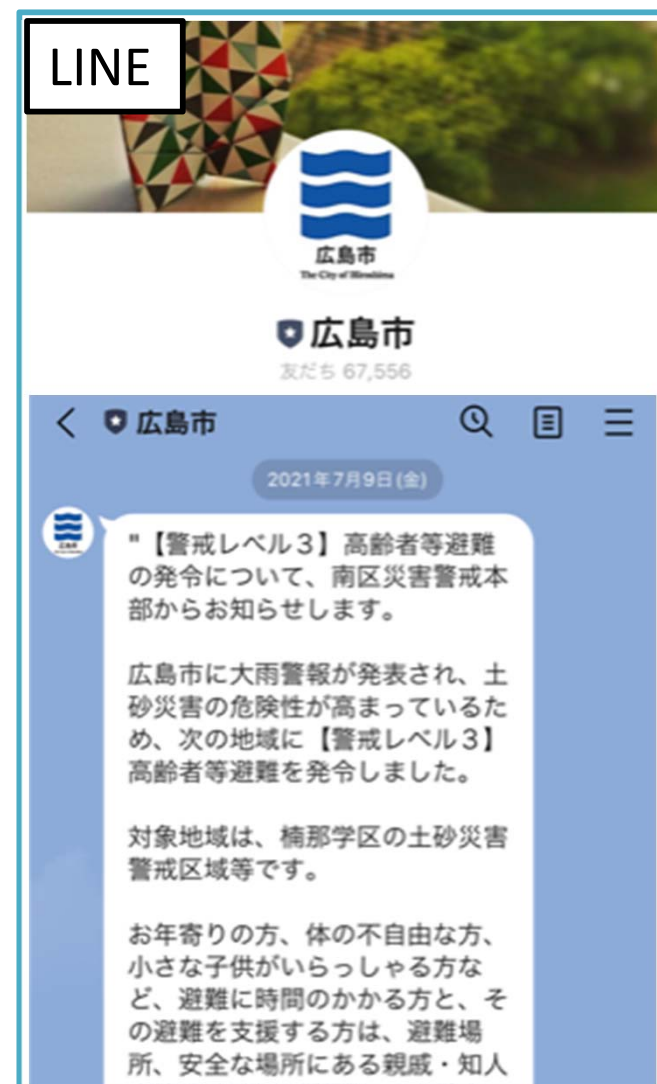 LINE
広島市
The City of Hiroshima
広島市
友だち 67,556
広島市
2021年7月9日(金)
"【警戒レベル3】高齢者等避難
の発令について、南区災害警戒本
部からお知らせします。
広島市に大雨警報が発表され、土
砂災害の危険性が高まっているた
め、次の地域に【警戒レベル3】
高齢者等避難を発令しました。
対象地域は、楠那学区の土砂災害
警戒区域等です。
お年寄りの方、体の不自由な方、
小さな子供がいらっしゃる方な
ど、避難に時間のかかる方と、そ
の避難を支援する方は、避難場
所、安全な場所にある親戚・知人